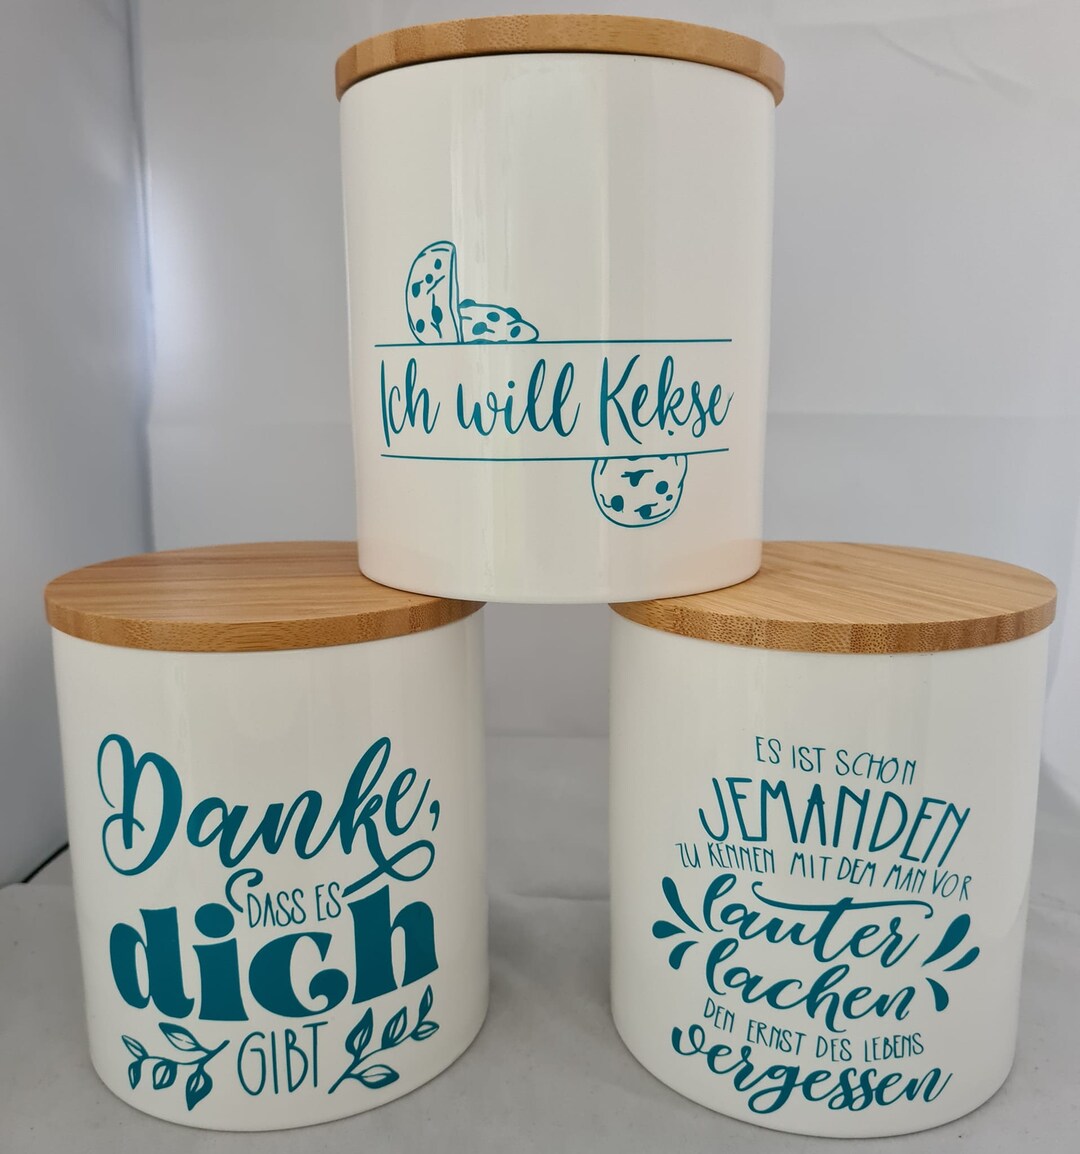 Ich will Kekse
Danke,
DASS ES
dich
GIBT
ES IST SCHÖN
JEMANDEN
ZU KENNEN MIT DEM MAN VOR
lauter
lachen
DEN ERNST DES LEBENS
vergessen